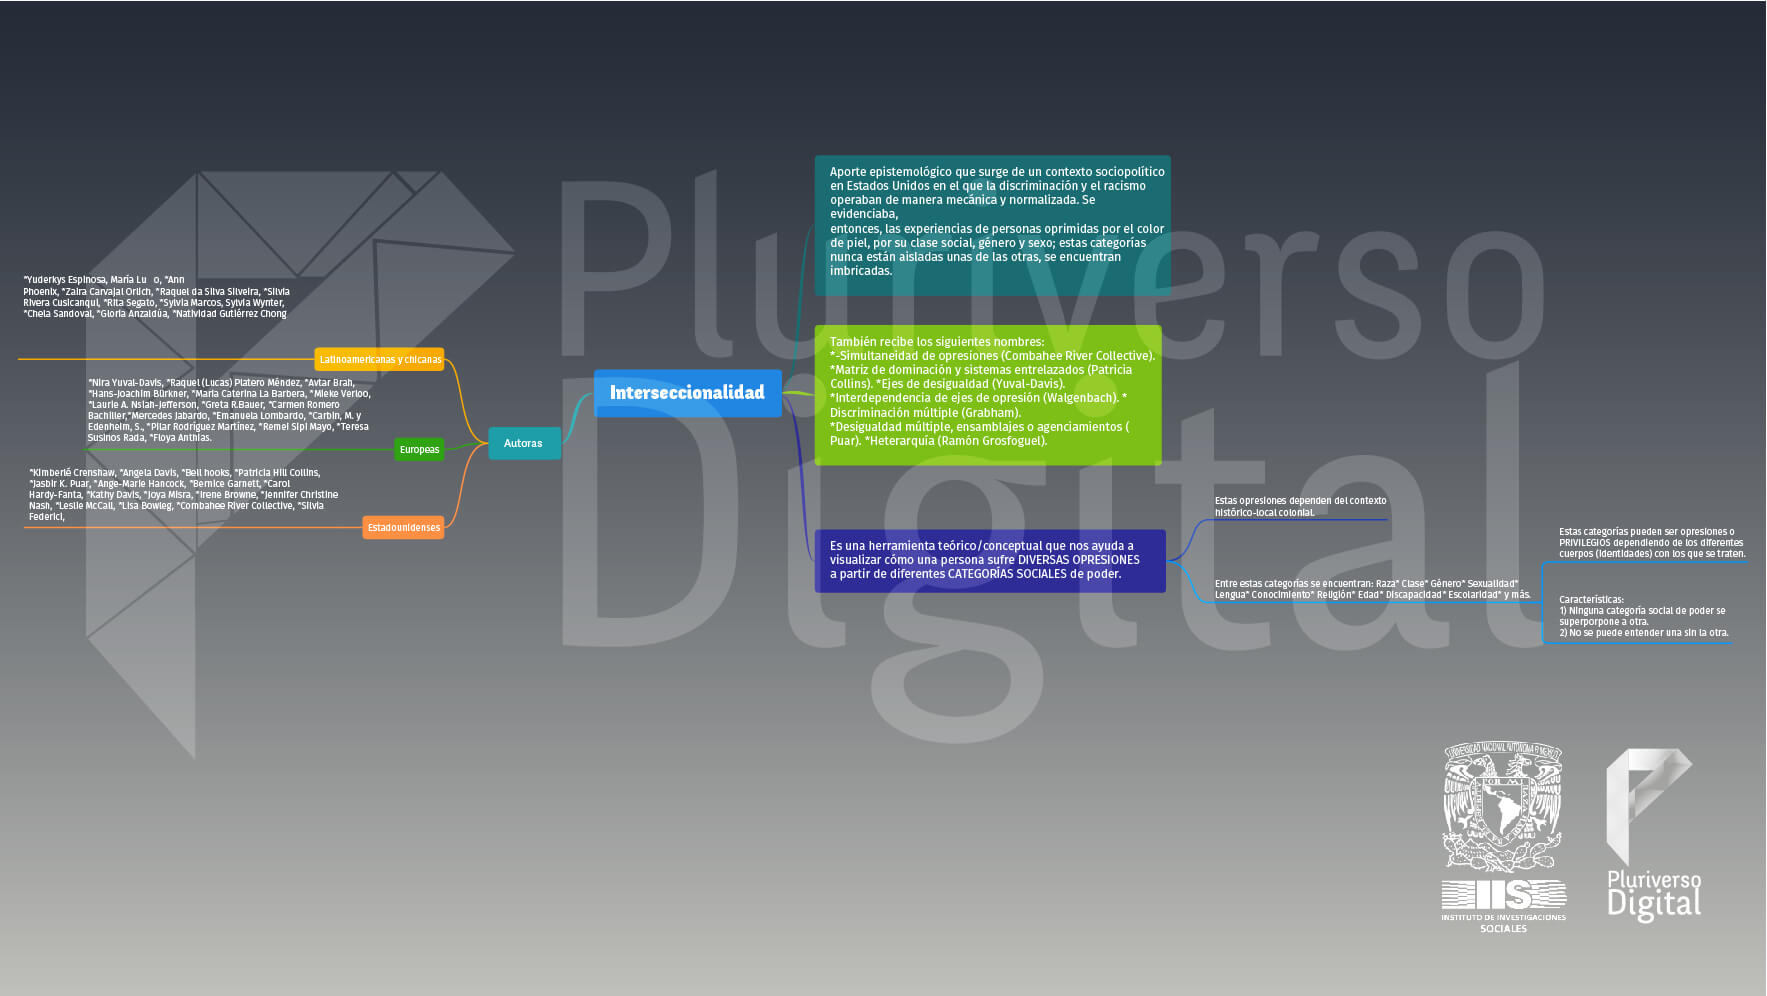 Pluriverso
Digital
Interseccionalidad
Aporte epistemológico que surge de un contexto sociopolítico
en Estados Unidos en el que la discriminación y el racismo
operaban de manera mecánica y normalizada. Se
evidenciaba,
entonces, las experiencias de personas oprimidas por el color
de piel, por su clase social, género y sexo; estas categorías
nunca están aisladas unas de las otras, se encuentran
imbricadas.
También recibe los siguientes nombres:
*-Simultaneidad de opresiones (Combahee River Collective).
*Matriz de dominación y sistemas entrelazados (Patricia
Collins). *Ejes de desigualdad (Yuval-Davis).
*Interdependencia de ejes de opresión (Walgenbach). *
Discriminación múltiple (Grabham).
*Desigualdad múltiple, ensamblajes o agenciamientos (
Puar). *Heterarquía (Ramón Grosfoguel).
Es una herramienta teórico/conceptual que nos ayuda a
visualizar cómo una persona sufre DIVERSAS OPRESIONES
a partir de diferentes CATEGORÍAS SOCIALES de poder.
Estas opresiones dependen del contexto
histórico-local colonial.
Entre estas categorías se encuentran: Raza* Clase* Género* Sexualidad*
Lengua* Conocimiento* Religión* Edad* Discapacidad* Escolaridad* y más.
Estas categorías pueden ser opresiones o
PRIVILEGIOS dependiendo de los diferentes
cuerpos (identidades) con los que se traten.
Características:
1) Ninguna categoría social de poder se
superporpone a otra.
2) No se puede entender una sin la otra.
Autoras
Latinoamericanas y chicanas
*Yuderkys Espinosa, María Lu o, *Ann
Phoenix, *Zaira Carvajal Orlich, *Raquel da Silva Silveira, *Silvia
Rivera Cusicanqui, *Rita Segato, *Sylvia Marcos, Sylvia Wynter,
*Chela Sandoval, *Gloria Anzaldúa, *Natividad Gutiérrez Chong
Europeas
*Nira Yuval-Davis, *Raquel (Lucas) Platero Méndez, *Avtar Brah,
*Hans-Joachim Bürkner, *Maria Caterina La Barbera, *Mieke Verloo,
*Laurie A. Nsiah-Jefferson, *Greta R.Bauer, *Carmen Romero
Bachiller,*Mercedes Jabardo, *Emanuela Lombardo, *Carbin, M. y
Edenheim, S., *Pilar Rodríguez Martínez, *Remei Sipi Mayo, *Teresa
Susinos Rada, *Floya Anthias.
Estadounidenses
*Kimberlé Crenshaw, *Angela Davis, *Bell hooks, *Patricia Hill Collins,
*Jasbir K. Puar, *Ange-Marie Hancock, *Bernice Garnett, *Carol
Hardy-Fanta, *Kathy Davis, *Joya Misra, *Irene Browne, *Jennifer Christine
Nash, *Leslie McCall, *Lisa Bowleg, *Combahee River Collective, *Silvia
Federici,
UNIVERSIDAD NACIONAL AUTÓNOMA DE MÉXICO
POR MI
RAZA
IIS
INSTITUTO DE INVESTIGACIONES
SOCIALES
Pluriverso
Digital